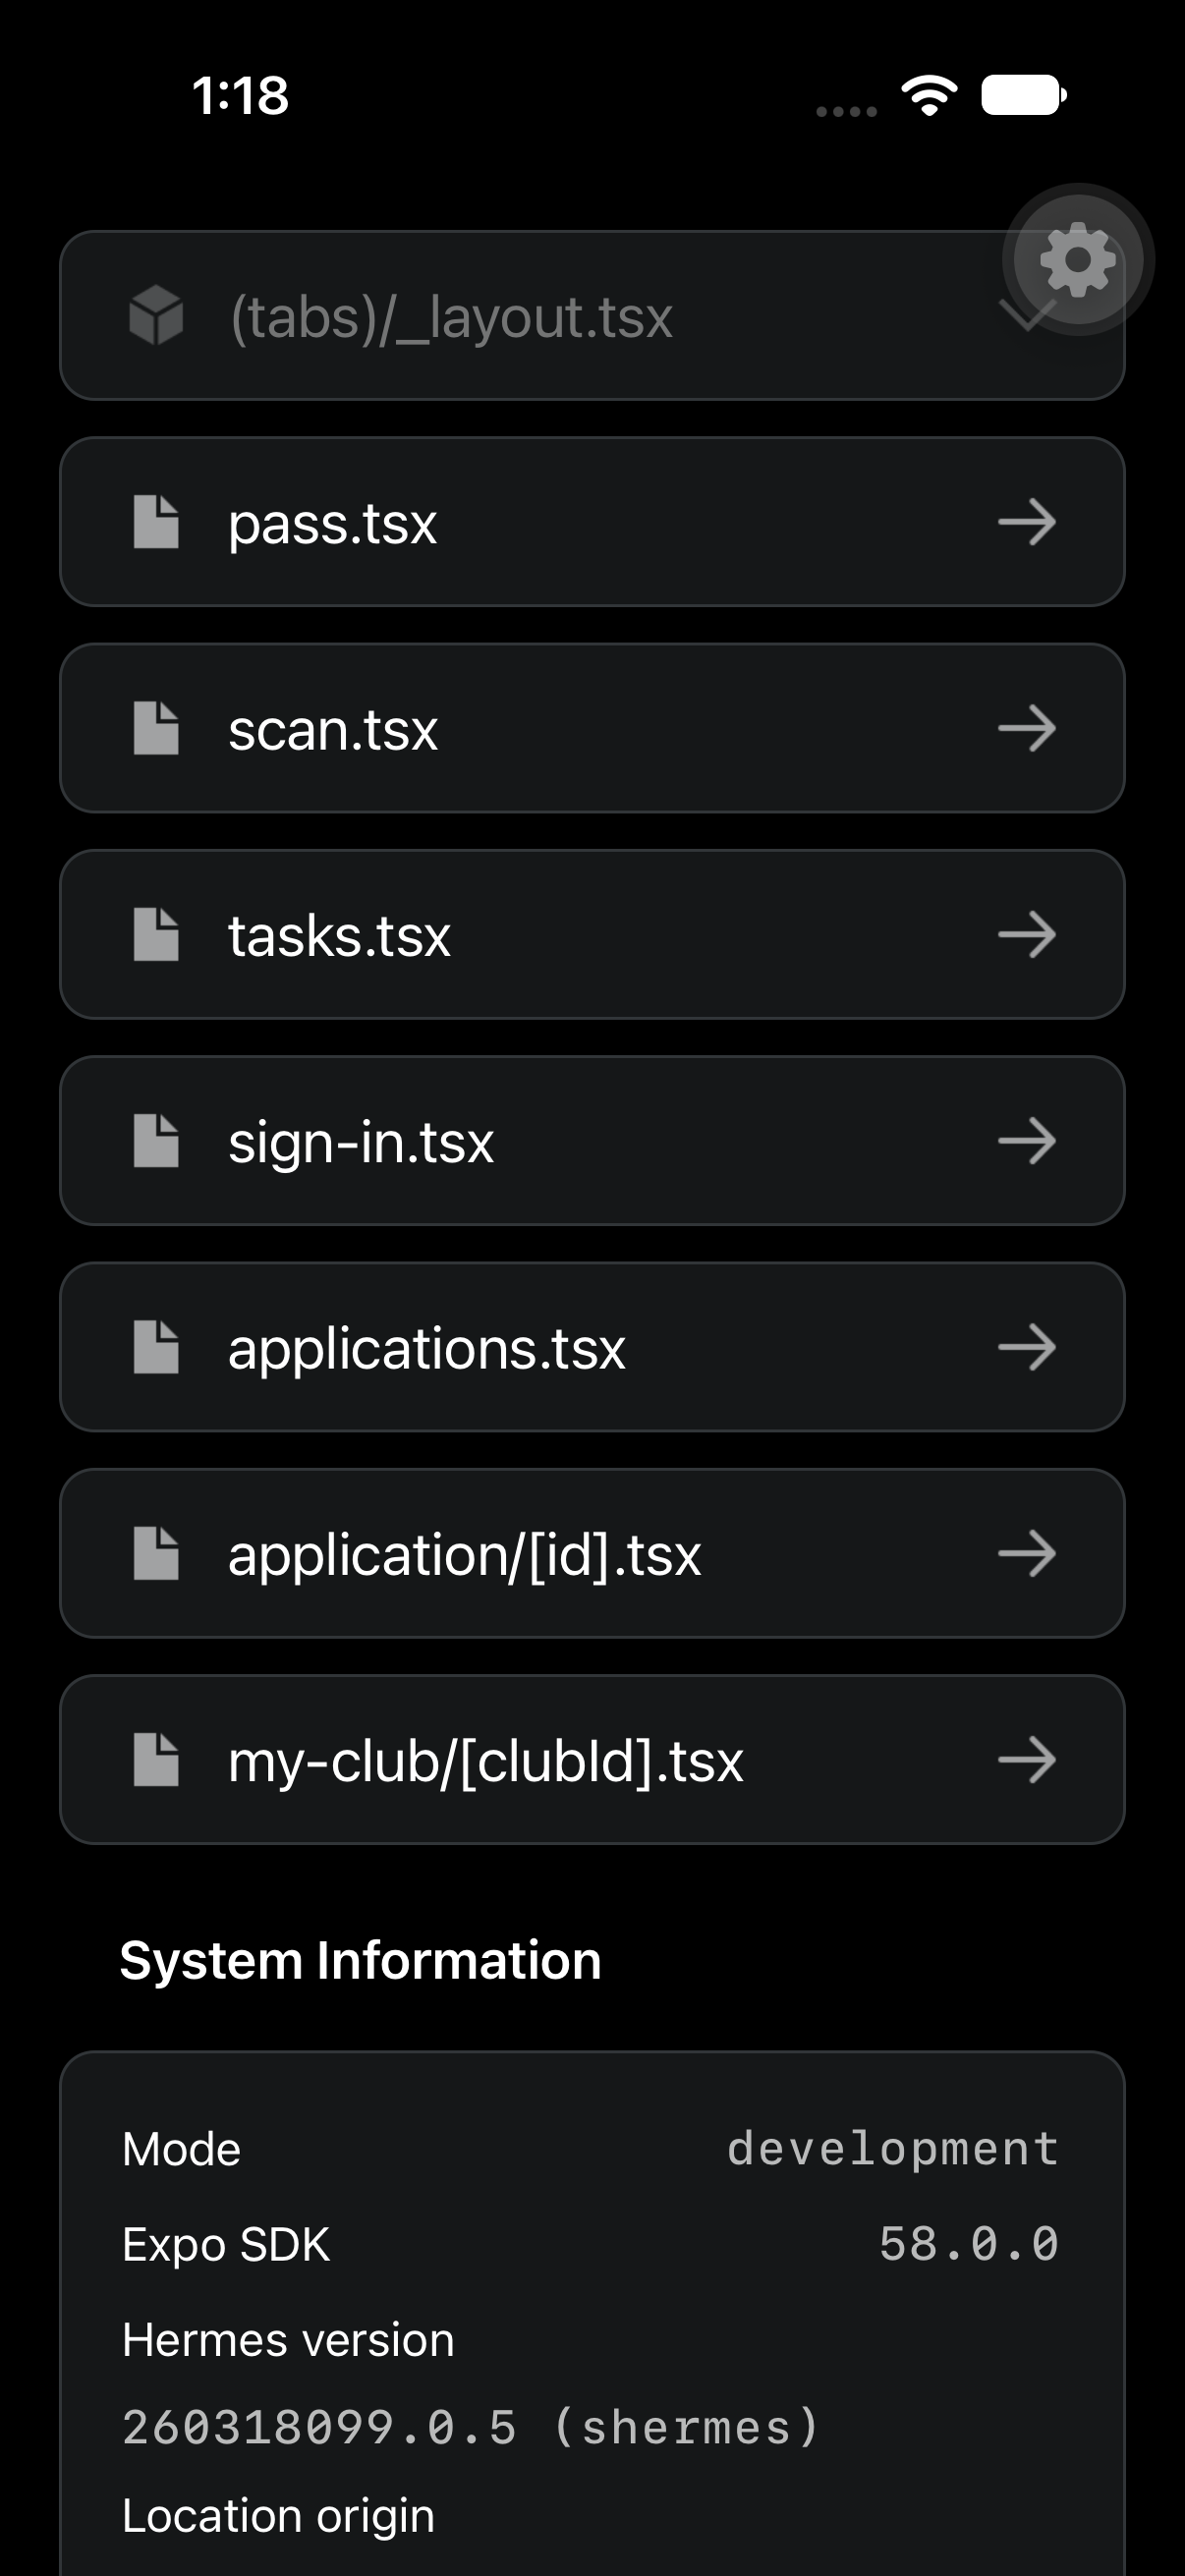 1:18
(tabs)/_layout.tsx
pass.tsx
scan.tsx
tasks.tsx
sign-in.tsx
applications.tsx
application/[id].tsx
my-club/[clubId].tsx
System Information
Mode development
Expo SDK 58.0.0
Hermes version
260318099.0.5 (shermes)
Location origin